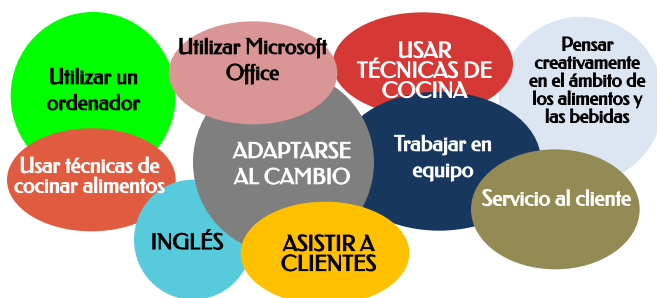 Utilizar un
ordenador
Utilizar Microsoft
Office
USAR
TÉCNICAS DE
COCINA
Pensar
creativamente
en el ámbito de
los alimentos y
las bebidas
Usar técnicas de
cocinar alimentos
ADAPTARSE
AL CAMBIO
Trabajar en
equipo
Servicio al cliente
INGLÉS
ASISTIR A
CLIENTES